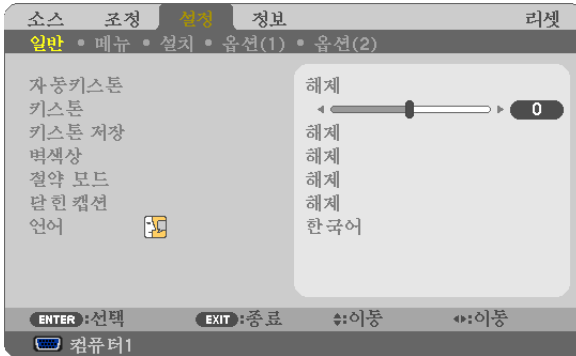 소스 조정 설정 정보 리셋
일반 • 메뉴 • 설치 • 옵션(1) • 옵션(2)
자동키스톤 해제
키스톤 0
키스톤 저장 해제
벽색상 해제
절약 모드 해제
닫힌캡션 해제
언어 한국어
ENTER :선택 EXIT :종료 :이동 :이동
컴퓨터1